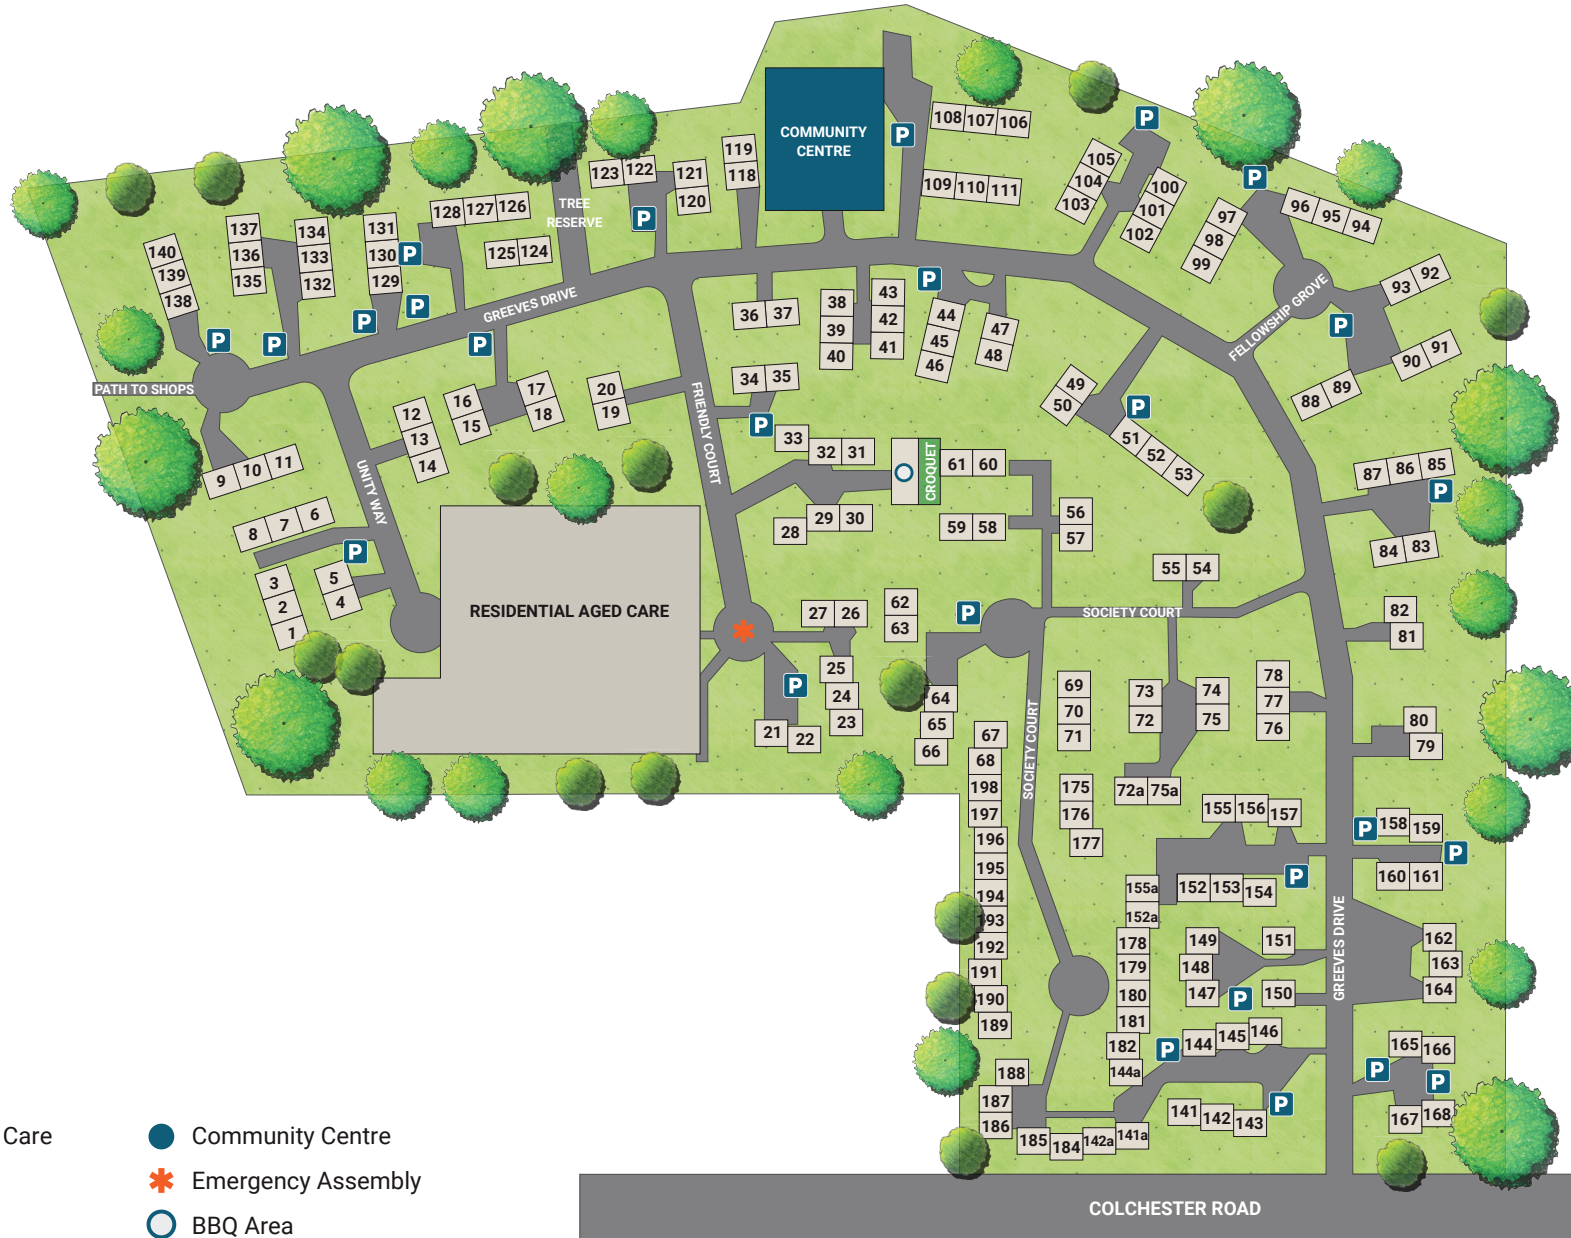 COMMUNITY
CENTRE
P
108 107 106
109 110 111
P
105
104
103
100
101
102
P
97
98
99
96 95 94
93 92
FELLOWSHIP GROVE
P
90 91
88 89
119
118
123 122
121
120
P
TREE
RESERVE
128 127 126
125 124
131
130
129
P
P
P
134
133
132
137
136
135
P
140
139
138
P
GREEVES DRIVE
P
PATH TO SHOPS
36 37
38
39
40
43
42
41
P
44
45
46
47
48
34 35
P
33
32 31
CROQUET
61 60
49
50
P
51
52
53
87 86 85
P
84 83
20
19
17
18
16
15
12
13
14
FRIENDLY COURT
UNITY WAY
9 10 11
8 7 6
P
5
4
3
2
1
RESIDENTIAL AGED CARE
28
29 30
59 58
56
57
55 54
SOCIETY COURT
82
81
27 26
62
63
P
25
24
23
P
21
22
64
65
66
67
68
198
197
196
195
194
193
192
191
190
189
188
187
186
SOCIETY COURT
69
70
71
73
72
74
75
78
77
76
80
79
72a 75a
175
176
177
155 156 157
P
158 159
P
160 161
155a
152a
152 153 154
P
178
179
180
181
182
144a
149
148
147
151
150
P
GREEVES DRIVE
162
163
164
P
144 145 146
165 166
P
P
167 168
141 142 143
P
185 184 142a 141a
COLCHESTER ROAD
Care
Community Centre
Emergency Assembly
BBQ Area